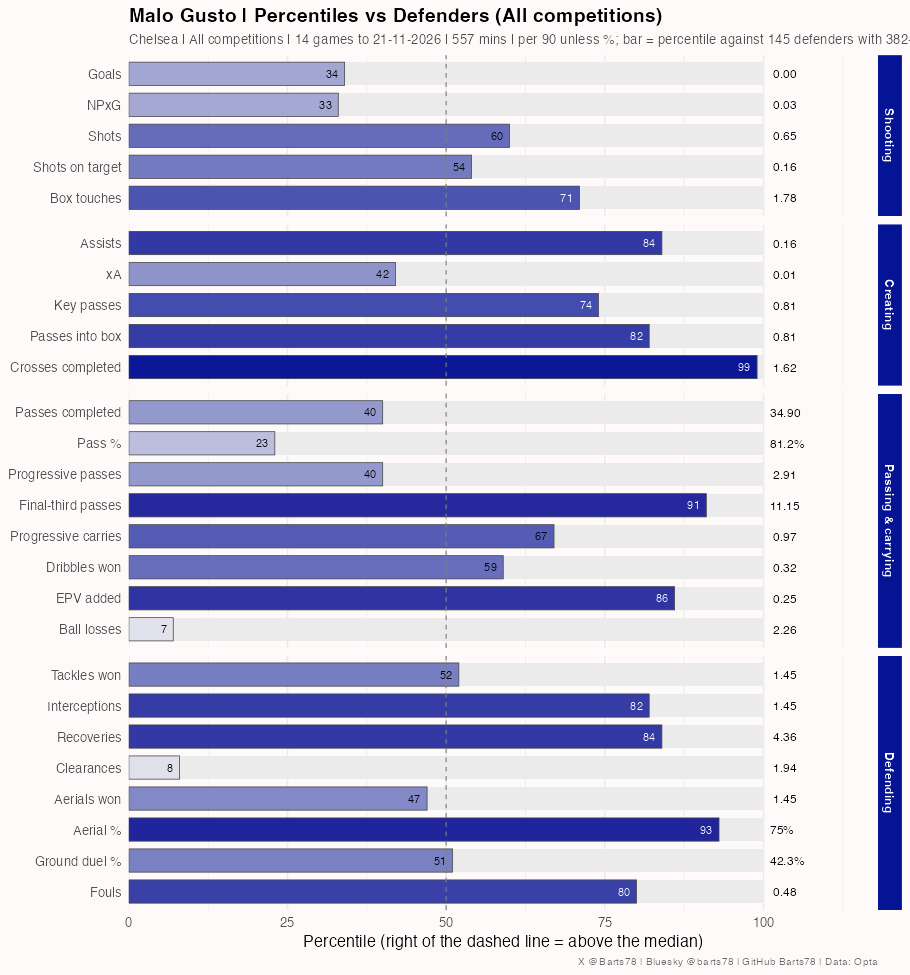 Malo Gusto | Percentiles vs Defenders (All competitions)
Chelsea | All competitions | 14 games to 21-11-2026 | 557 mins | per 90 unless %; bar = percentile against 145 defenders with 382-
Goals 34 0.00
NPxG 33 0.03
Shots 60 0.65
Shots on target 54 0.16
Box touches 71 1.78
Shooting
Assists 84 0.16
xA 42 0.01
Key passes 74 0.81
Passes into box 82 0.81
Crosses completed 99 1.62
Creating
Passes completed 40 34.90
Pass % 23 81.2%
Progressive passes 40 2.91
Final-third passes 91 11.15
Progressive carries 67 0.97
Dribbles won 59 0.32
EPV added 86 0.25
Ball losses 7 2.26
Passing & carrying
Tackles won 52 1.45
Interceptions 82 1.45
Recoveries 84 4.36
Clearances 8 1.94
Aerials won 47 1.45
Aerial % 93 75%
Ground duel % 51 42.3%
Fouls 80 0.48
Defending
0 25 50 75 100
Percentile (right of the dashed line = above the median)
X @Barts78 | Bluesky @barts78 | GitHub Barts78 | Data: Opta